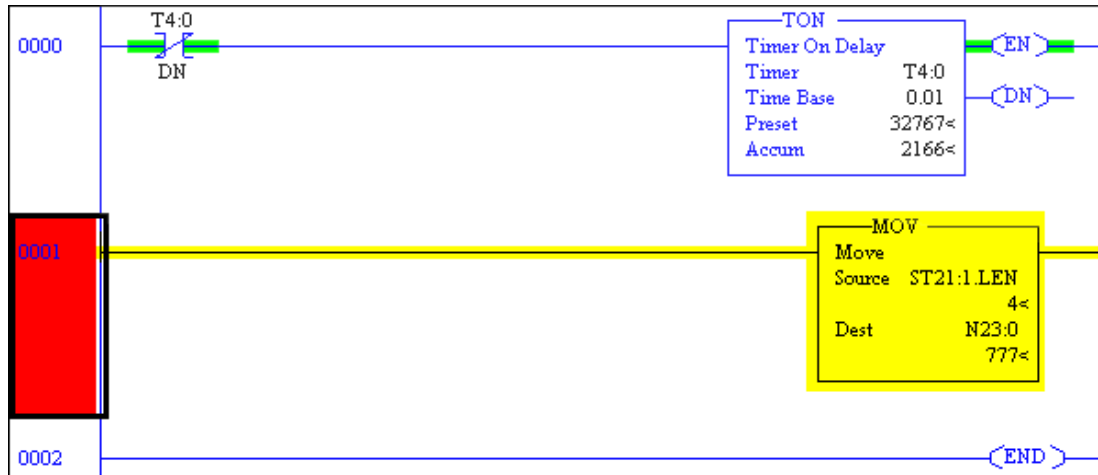 T4:0
TON
0000
EN
DN
Timer On Delay
Timer T4:0
Time Base 0.01
DN
Preset 32767<
Accum 2166<
0001
MOV
Move
Source ST21:1.LEN
4<
Dest N23:0
777<
0002
END